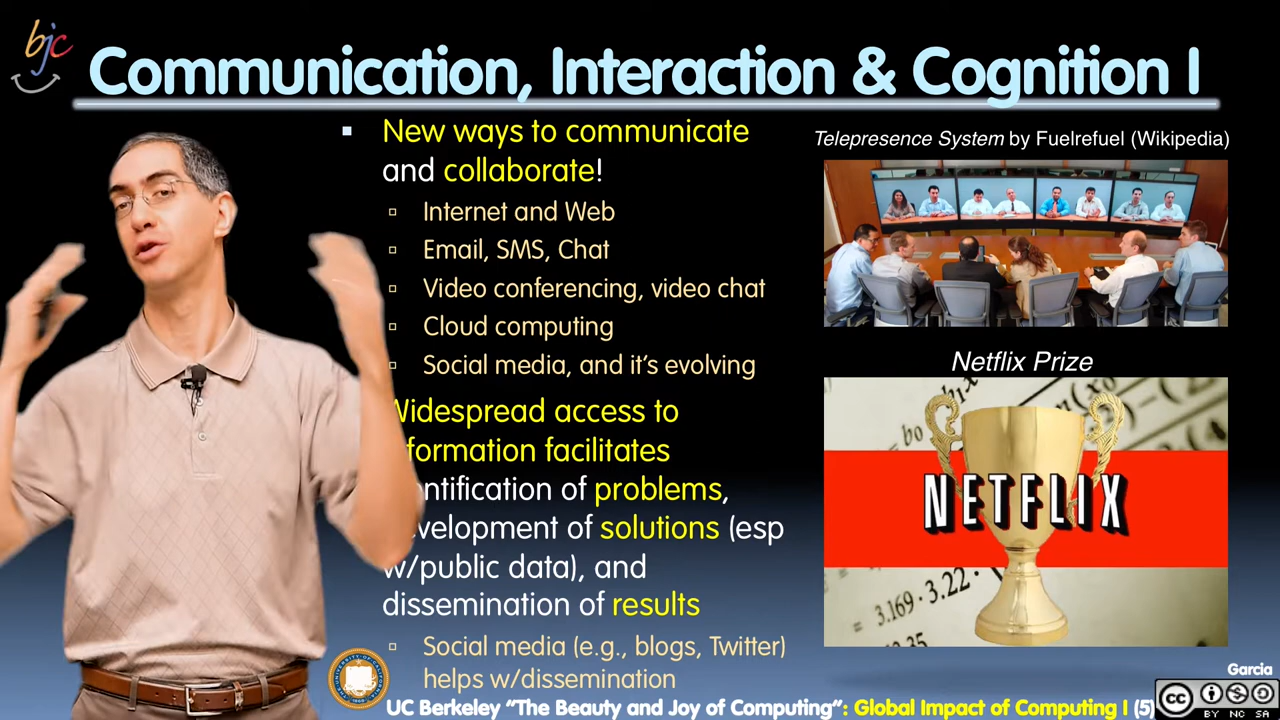 bjc
Communication, Interaction & Cognition I
New ways to communicate
and collaborate!
Internet and Web
Email, SMS, Chat
Video conferencing, video chat
Cloud computing
Social media, and it's evolving
Widespread access to
formation facilitates
ntification of problems,
velopment of solutions (esp
w/public data), and
dissemination of results
Social media (e.g., blogs, Twitter)
helps w/dissemination
Telepresence System by Fuelrefuel (Wikipedia)
Netflix Prize
NETFLIX
3.169 · 3.22 ·
Garcia
UC Berkeley "The Beauty and Joy of Computing": Global Impact of Computing I (5)
cc
BY NC SA